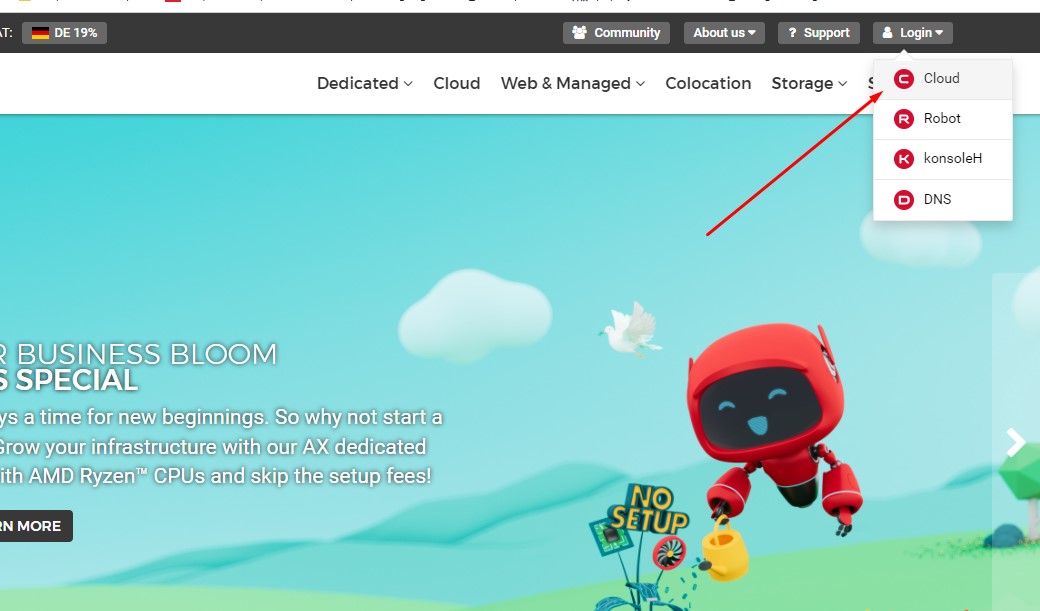 AT: DE 19%
Community
About us
? Support
Login
Dedicated
Cloud
Web & Managed
Colocation
Storage
S
C Cloud
R Robot
K konsoleH
D DNS
R BUSINESS BLOOM
S SPECIAL
ys a time for new beginnings. So why not start a
Grow your infrastructure with our AX dedicated
ith AMD Ryzen™ CPUs and skip the setup fees!
RN MORE
NO
SETUP